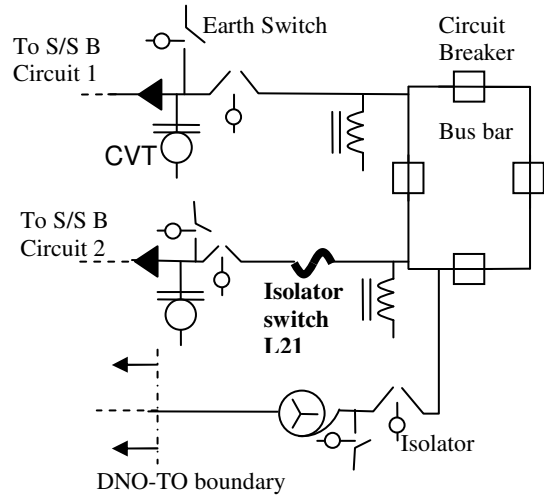 To S/S B
Circuit 1
Earth Switch
Circuit
Breaker
Bus bar
CVT
To S/S B
Circuit 2
Isolator
switch
L21
Isolator
DNO-TO boundary